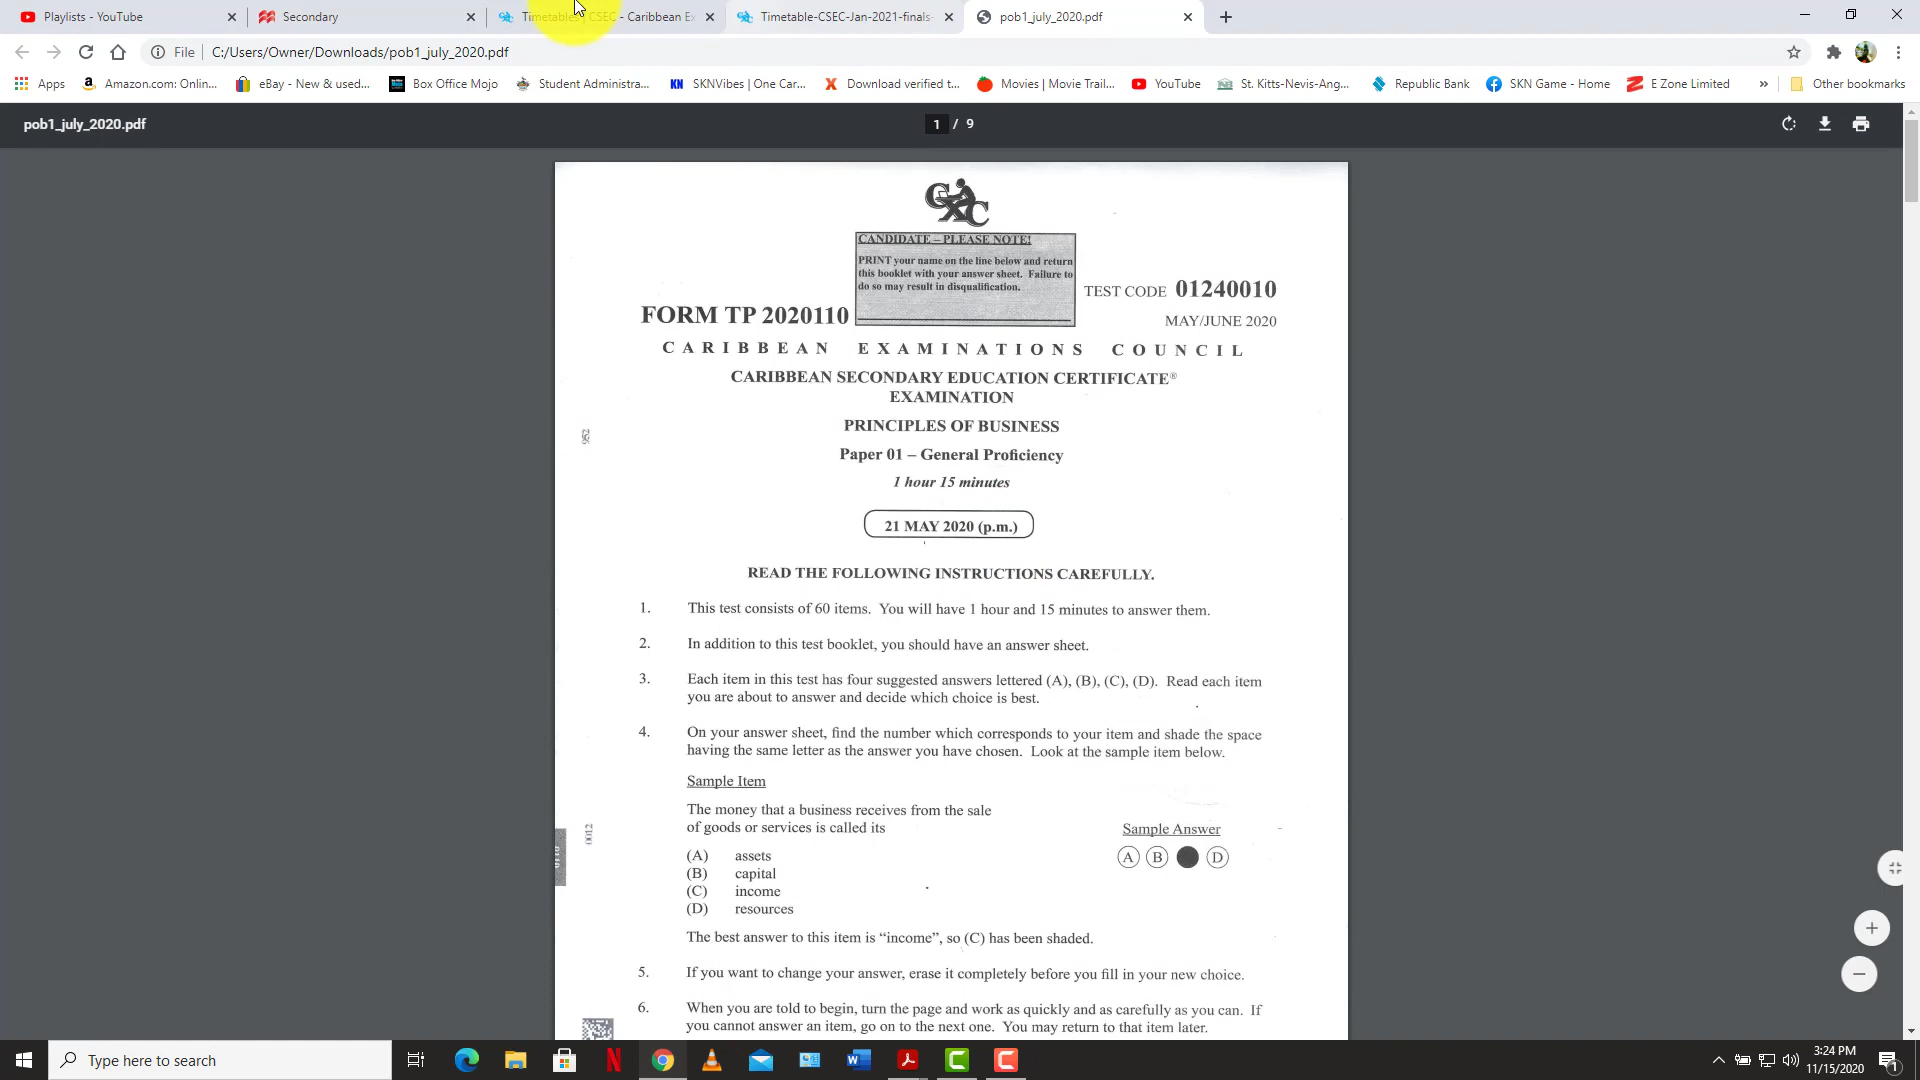 Playlists - YouTube
Secondary
Timetables | CSEC - Caribbean Ex
Timetable-CSEC-Jan-2021-finals-
pob1_july_2020.pdf
File C:/Users/Owner/Downloads/pob1_july_2020.pdf
Apps
Amazon.com: Onlin...
eBay - New & used...
Box Office Mojo
Student Administra...
SKNVibes | One Car...
Download verified t...
Movies | Movie Trail...
YouTube
St. Kitts-Nevis-Ang...
Republic Bank
SKN Game - Home
E Zone Limited
»
Other bookmarks
pob1_july_2020.pdf
1 / 9
CXC
CANDIDATE – PLEASE NOTE!
PRINT your name on the line below and return
this booklet with your answer sheet. Failure to
do so may result in disqualification.
TEST CODE 01240010
FORM TP 2020110
MAY/JUNE 2020
CARIBBEAN EXAMINATIONS COUNCIL
CARIBBEAN SECONDARY EDUCATION CERTIFICATE®
EXAMINATION
PRINCIPLES OF BUSINESS
Paper 01 – General Proficiency
1 hour 15 minutes
21 MAY 2020 (p.m.)
READ THE FOLLOWING INSTRUCTIONS CAREFULLY.
1. This test consists of 60 items. You will have 1 hour and 15 minutes to answer them.
2. In addition to this test booklet, you should have an answer sheet.
3. Each item in this test has four suggested answers lettered (A), (B), (C), (D). Read each item
you are about to answer and decide which choice is best.
4. On your answer sheet, find the number which corresponds to your item and shade the space
having the same letter as the answer you have chosen. Look at the sample item below.
Sample Item
The money that a business receives from the sale
of goods or services is called its
Sample Answer
A B D
(A) assets
(B) capital
(C) income
(D) resources
The best answer to this item is “income”, so (C) has been shaded.
5. If you want to change your answer, erase it completely before you fill in your new choice.
6. When you are told to begin, turn the page and work as quickly and as carefully as you can. If
you cannot answer an item, go on to the next one. You may return to that item later.
Type here to search
3:24 PM
11/15/2020
1